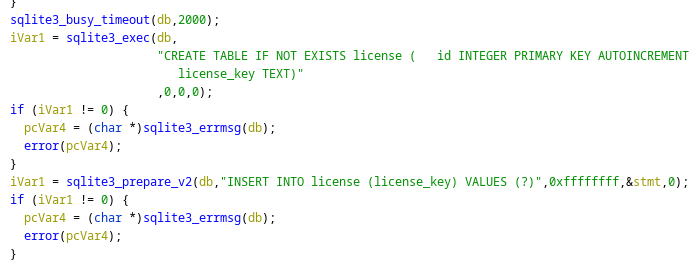 }
sqlite3_busy_timeout(db,2000);
iVar1 = sqlite3_exec(db,
"CREATE TABLE IF NOT EXISTS license (   id INTEGER PRIMARY KEY AUTOINCREMENT
license_key TEXT)"
,0,0,0);
if (iVar1 != 0) {
pcVar4 = (char *)sqlite3_errmsg(db);
error(pcVar4);
}
iVar1 = sqlite3_prepare_v2(db,"INSERT INTO license (license_key) VALUES (?)",0xffffffff,&stmt,0);
if (iVar1 != 0) {
pcVar4 = (char *)sqlite3_errmsg(db);
error(pcVar4);
}